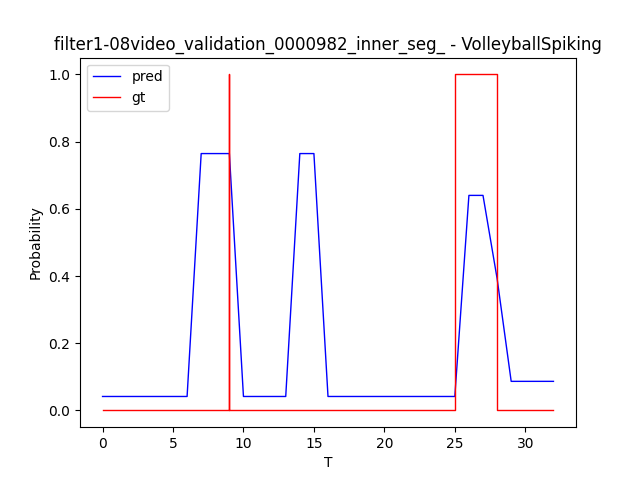 filter1-08video_validation_0000982_inner_seg_ - VolleyballSpiking
pred
gt
1.0
0.8
0.6
0.4
0.2
0.0
Probability
0 5 10 15 20 25 30
T